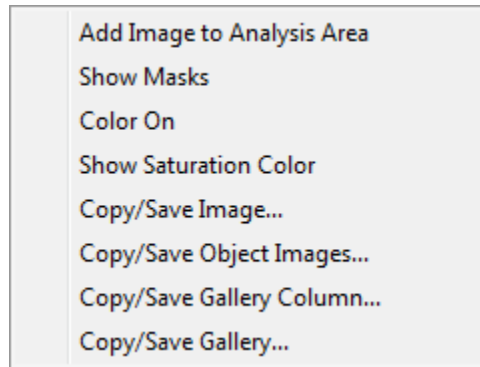 Add Image to Analysis Area
Show Masks
Color On
Show Saturation Color
Copy/Save Image...
Copy/Save Object Images...
Copy/Save Gallery Column...
Copy/Save Gallery...